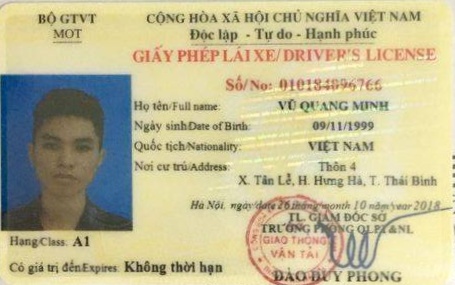 BỘ GTVT
MOT
CỘNG HÒA XÃ HỘI CHỦ NGHĨA VIỆT NAM
Độc lập - Tự do - Hạnh phúc
GIẤY PHÉP LÁI XE/DRIVER'S LICENSE
Số/No: 010184896766
Họ tên/Full name: VŨ QUANG MINH
Ngày sinh/Date of Birth: 09/11/1999
Quốc tịch/Nationality: VIỆT NAM
Nơi cư trú/Address: Thôn 4
X. Tân Lễ, H. Hưng Hà, T. Thái Bình
Hà Nội, ngày/date 26 tháng/month 10 năm/year 2018
TL. GIÁM ĐỐC SỞ
TRƯỞNG PHÒNG QLPT&NL
GIAO THÔNG
VẬN TẢI
Hạng/Class: A1
Có giá trị đến/Expires: Không thời hạn
ĐÀO DUY PHONG